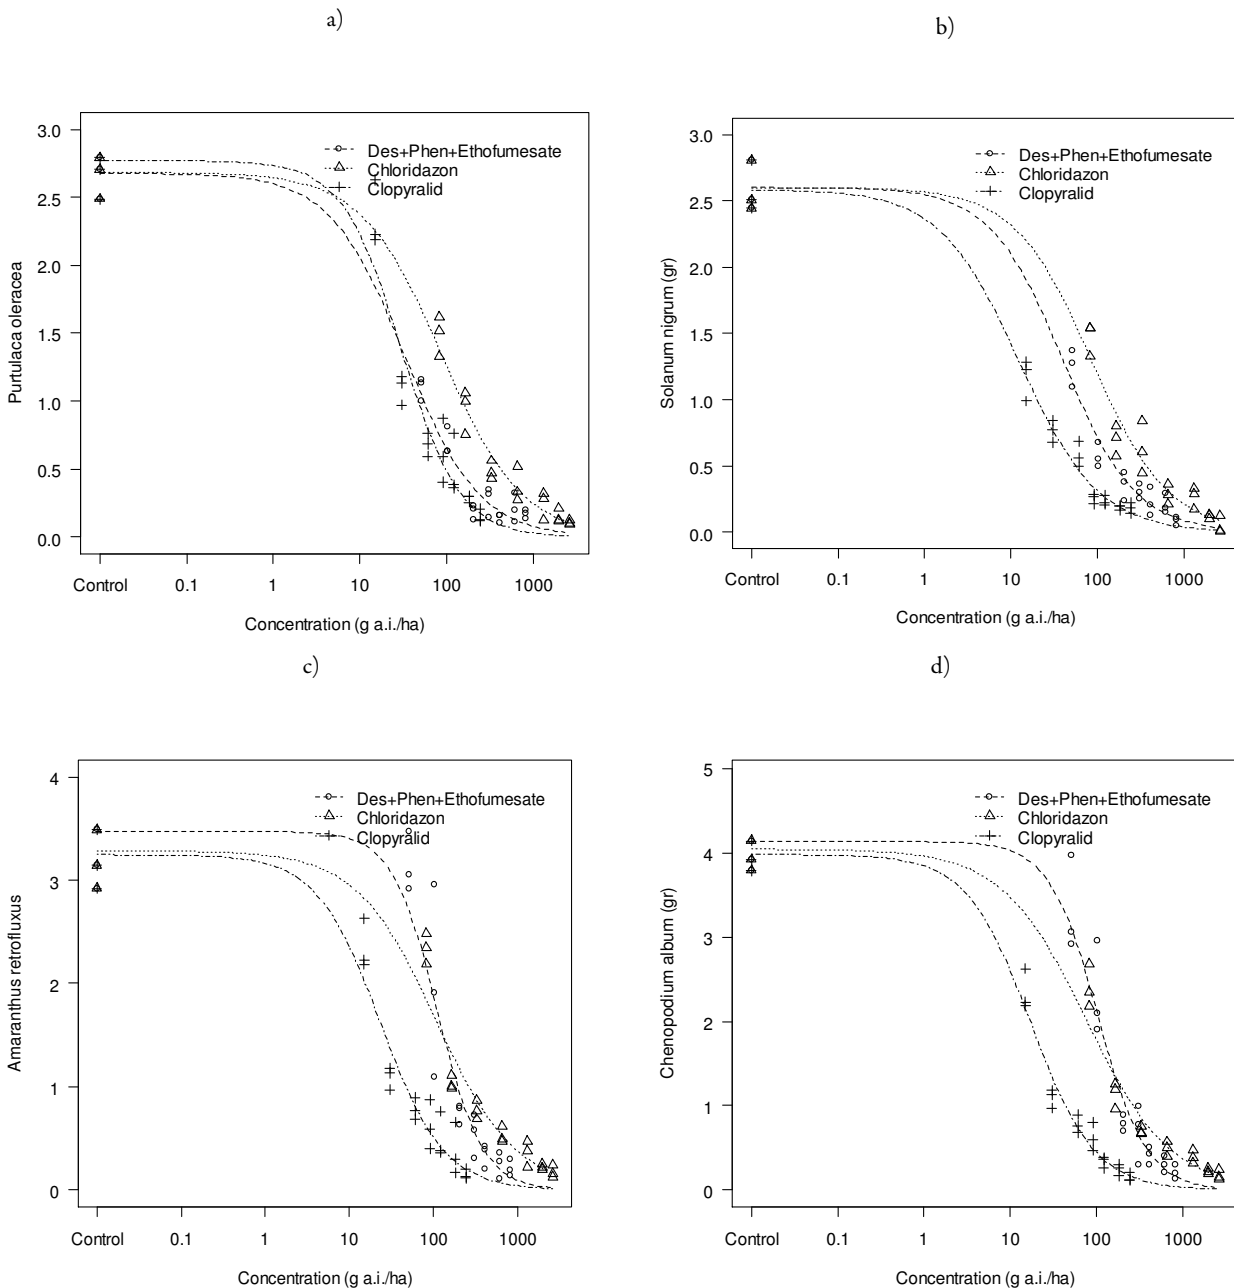 a)
3.0
2.5
2.0
1.5
1.0
0.5
0.0
Purtulaca oleracea
Des+Phen+Ethofumesate
Chloridazon
Clopyralid
Control 0.1 1 10 100 1000
Concentration (g a.i./ha)
b)
3.0
2.5
2.0
1.5
1.0
0.5
0.0
Solanum nigrum (gr)
Des+Phen+Ethofumesate
Chloridazon
Clopyralid
Control 0.1 1 10 100 1000
Concentration (g a.i./ha)
c)
4
3
2
1
0
Amaranthus retrofluxus
Des+Phen+Ethofumesate
Chloridazon
Clopyralid
Control 0.1 1 10 100 1000
Concentration (g a.i./ha)
d)
5
4
3
2
1
0
Chenopodium album (gr)
Des+Phen+Ethofumesate
Chloridazon
Clopyralid
Control 0.1 1 10 100 1000
Concentration (g a.i./ha)